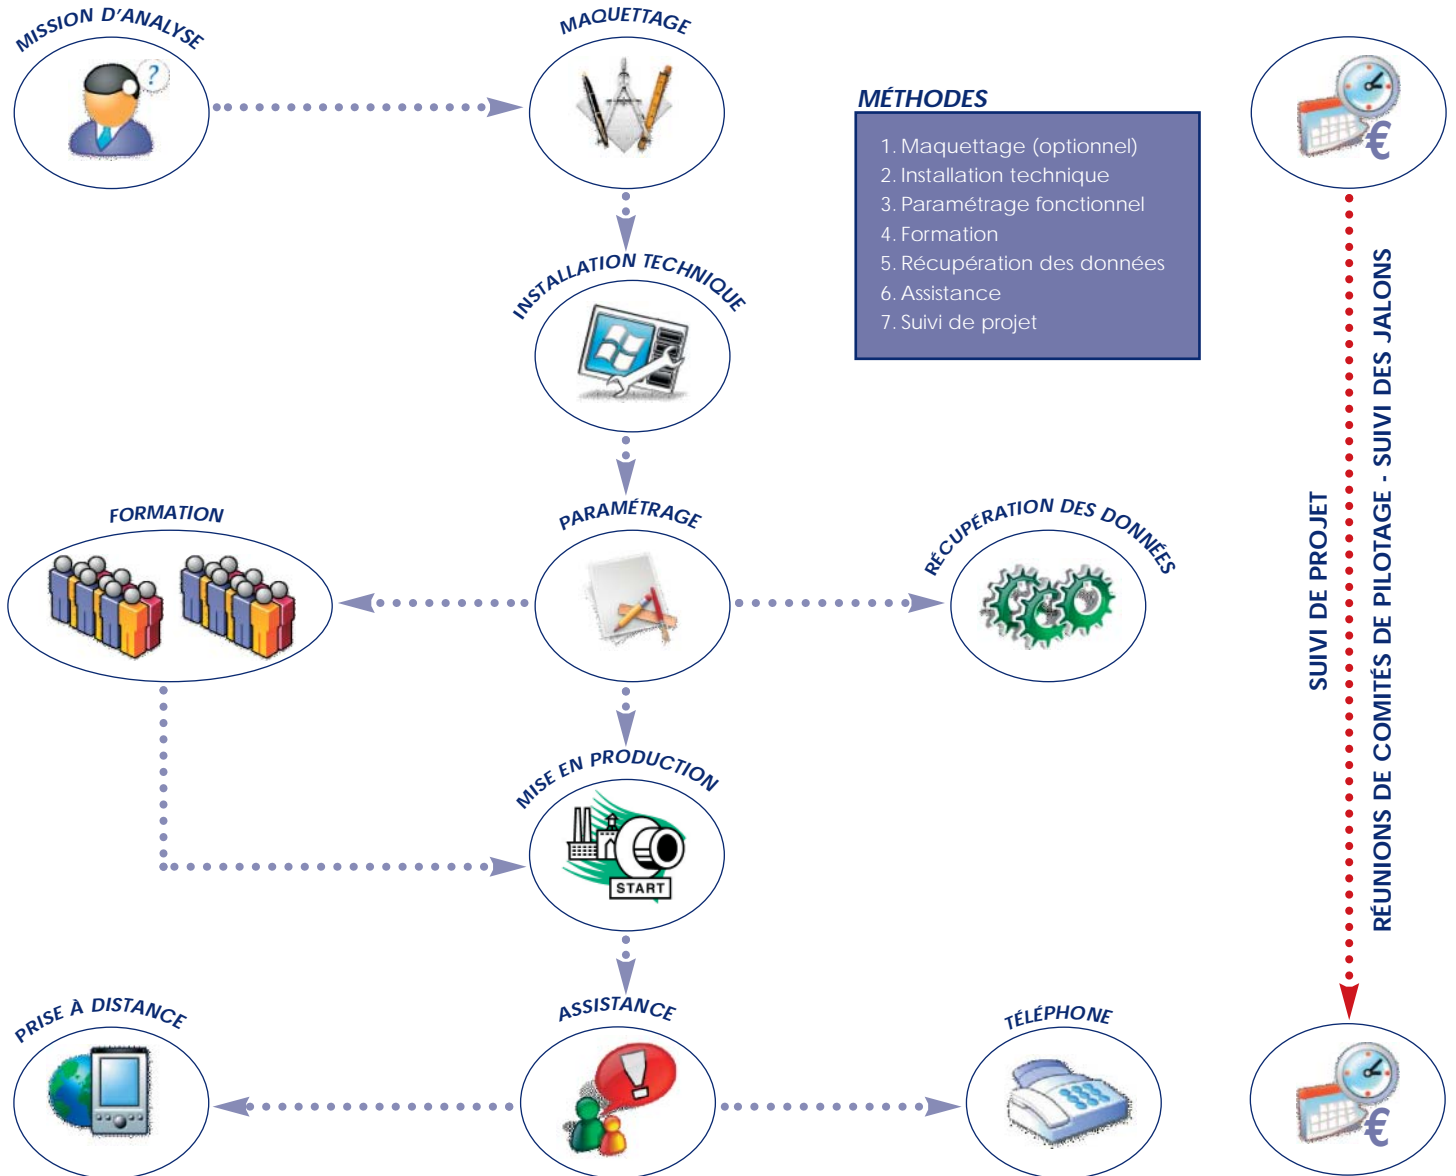 MISSION D'ANALYSE
MAQUETTAGE
?
MÉTHODES
1. Maquettage (optionnel)
2. Installation technique
3. Paramétrage fonctionnel
4. Formation
5. Récupération des données
6. Assistance
7. Suivi de projet
€
INSTALLATION TECHNIQUE
FORMATION
PARAMÉTRAGE
RÉCUPÉRATION DES DONNÉES
SUIVI DE PROJET
RÉUNIONS DE COMITÉS DE PILOTAGE - SUIVI DES JALONS
MISE EN PRODUCTION
START
PRISE À DISTANCE
ASSISTANCE
!
TÉLÉPHONE
€